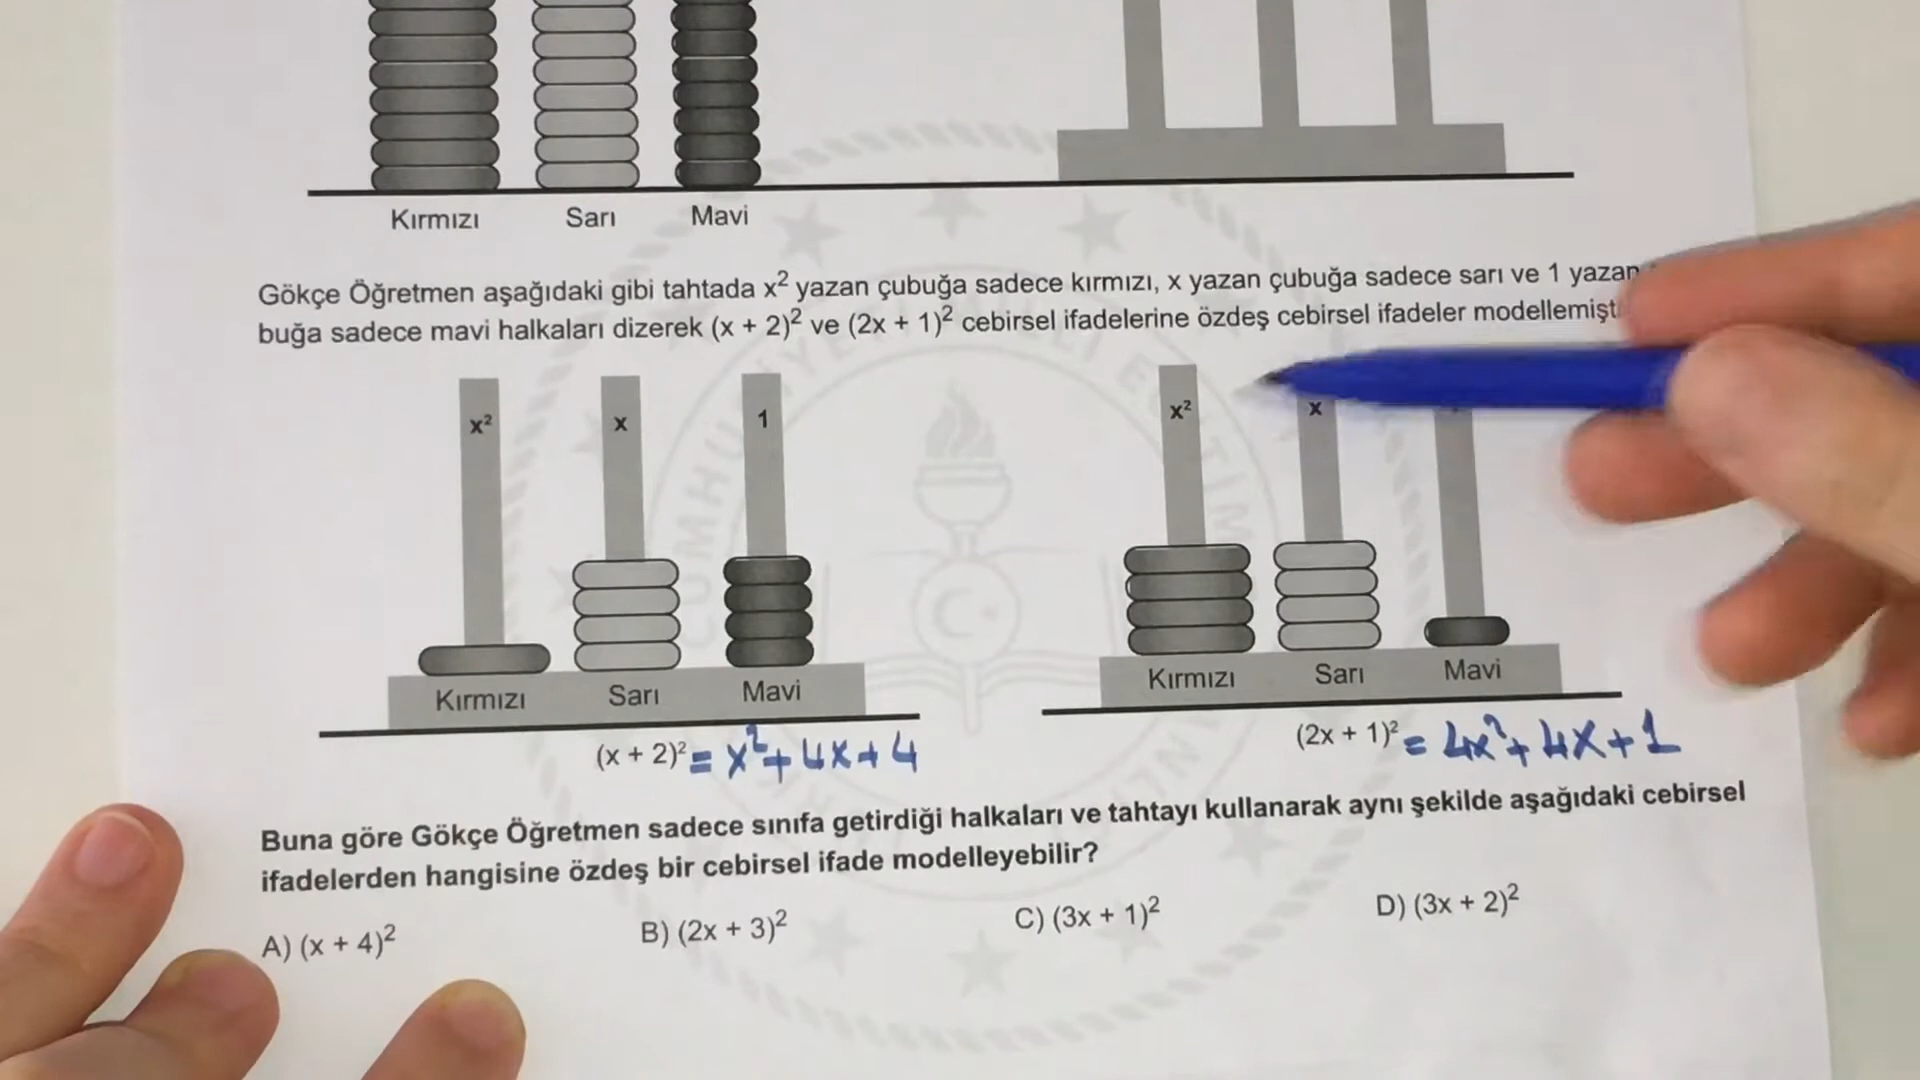 Kırmızı Sarı Mavi
Gökçe Öğretmen aşağıdaki gibi tahtada x² yazan çubuğa sadece kırmızı, x yazan çubuğa sadece sarı ve 1 yazan
buğa sadece mavi halkaları dizerek (x + 2)² ve (2x + 1)² cebirsel ifadelerine özdeş cebirsel ifadeler
x² x 1
x² x
Kırmızı Sarı Mavi
Kırmızı Sarı Mavi
(x + 2)² = x² + 4x + 4
(2x + 1)² = 4x² + 4x + 1
Buna göre Gökçe Öğretmen sadece sınıfa getirdiği halkaları ve tahtayı kullanarak aynı şekilde aşağıdaki cebirsel
ifadelerden hangisine özdeş bir cebirsel ifade modelleyebilir?
A) (x + 4)² B) (2x + 3)² C) (3x + 1)² D) (3x + 2)²